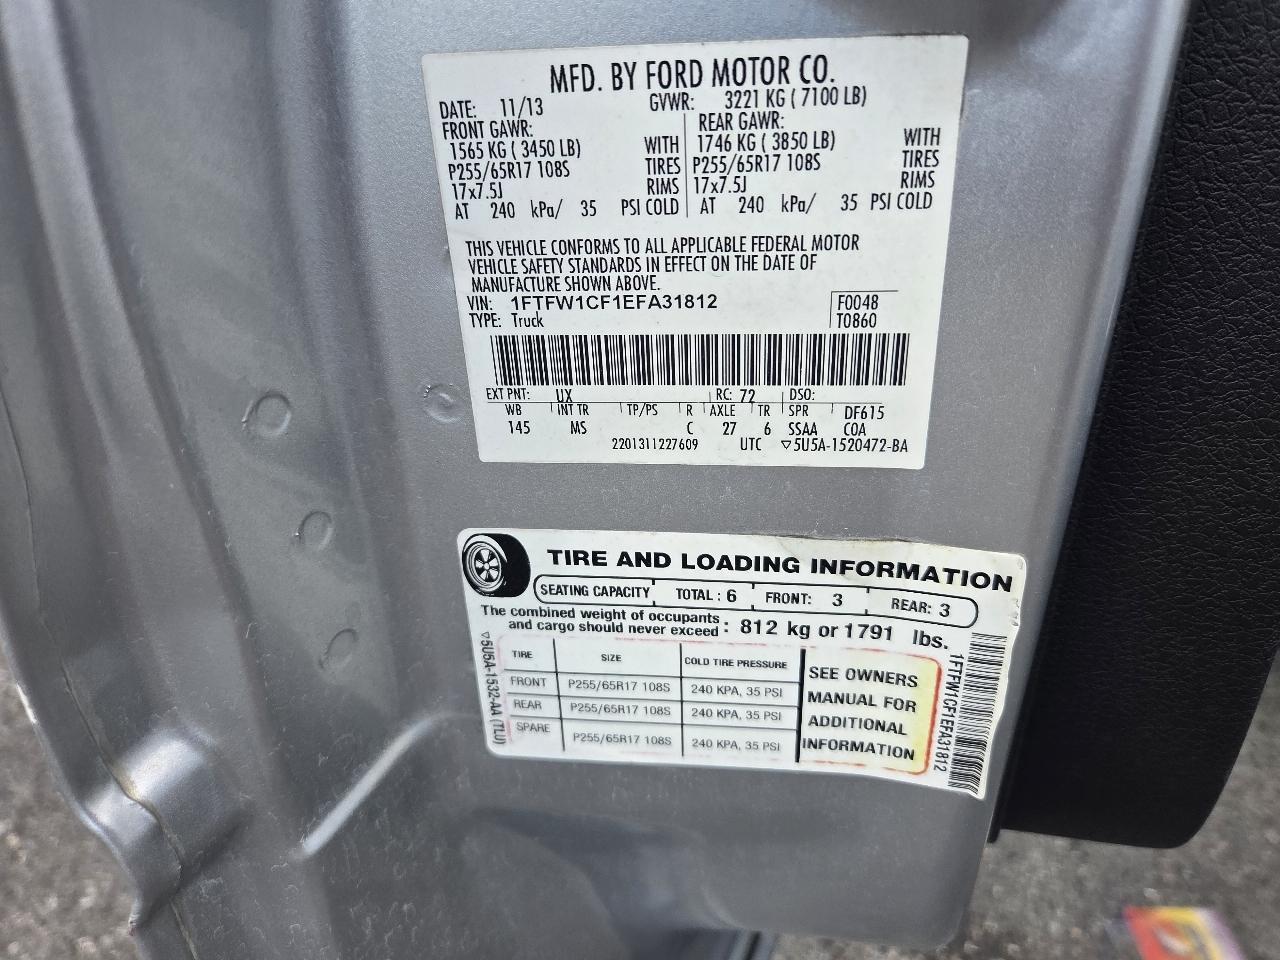 MFD. BY FORD MOTOR CO.
DATE: 11/13 GVWR: 3221 KG ( 7100 LB)
FRONT GAWR: REAR GAWR:
1565 KG ( 3450 LB) WITH 1746 KG ( 3850 LB) WITH
P255/65R17 108S TIRES P255/65R17 108S TIRES
17x7.5J RIMS 17x7.5J RIMS
AT 240 kPa/ 35 PSI COLD AT 240 kPa/ 35 PSI COLD
THIS VEHICLE CONFORMS TO ALL APPLICABLE FEDERAL MOTOR
VEHICLE SAFETY STANDARDS IN EFFECT ON THE DATE OF
MANUFACTURE SHOWN ABOVE.
VIN: 1FTFW1CF1EFA31812 F0048
TYPE: Truck T0860
EXT PNT: UX RC: 72 DSO:
WB INT TR TP/PS R AXLE TR SPR DF615
145 MS C 27 6 SSAA COA
2201311227609 UTC ▽5U5A-1520472-BA
TIRE AND LOADING INFORMATION
SEATING CAPACITY TOTAL : 6 FRONT: 3 REAR: 3
The combined weight of occupants
and cargo should never exceed : 812 kg or 1791 lbs.
TIRE SIZE COLD TIRE PRESSURE
FRONT P255/65R17 108S 240 KPA, 35 PSI
REAR P255/65R17 108S 240 KPA, 35 PSI
SPARE P255/65R17 108S 240 KPA, 35 PSI
SEE OWNERS
MANUAL FOR
ADDITIONAL
INFORMATION
▽5U5A-1532-AA (TLU)
1FTFW1CF1EFA31812